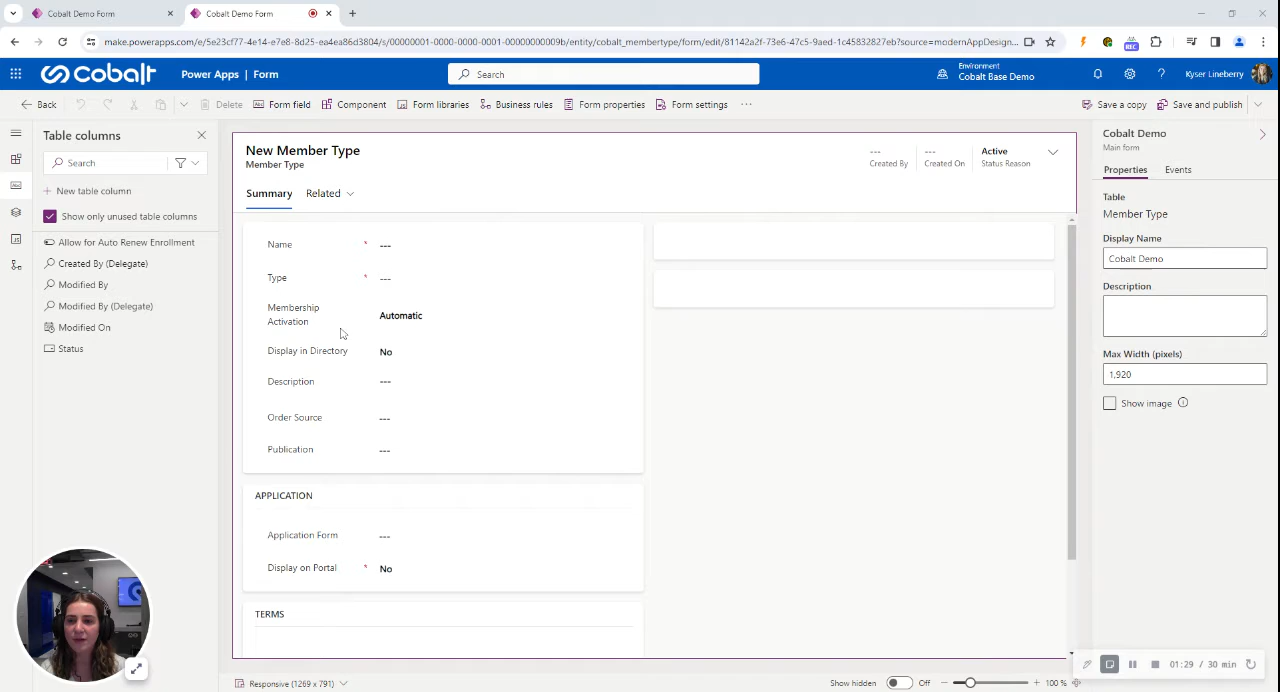 Cobalt Demo Form
Cobalt Demo Form
make.powerapps.com/e/5e23cf77-4e14-e7e8-8d25-ea4ea86d3804/s/00000001-0000-0000-0001-00000000009b/entity/cobalt_membertype/form/edit/81142a2f-73e6-47c5-9aed-1c45832827eb?source=modernAppDesign...
REC
Cobalt
Power Apps | Form
Search
Environment
Cobalt Base Demo
Kyser Lineberry
Back
Delete
Form field
Component
Form libraries
Business rules
Form properties
Form settings
Save a copy
Save and publish
Table columns
Search
New table column
Show only unused table columns
Allow for Auto Renew Enrollment
Created By (Delegate)
Modified By
Modified By (Delegate)
Modified On
Status
New Member Type
Member Type
---
Created By
---
Created On
Active
Status Reason
Summary
Related
Name * ---
Type * ---
Membership Activation
Automatic
Display in Directory
No
Description ---
Order Source ---
Publication ---
APPLICATION
Application Form ---
Display on Portal * No
TERMS
Responsive (1269 x 791)
Show hidden
Off
100 %
Cobalt Demo
Main form
Properties
Events
Table
Member Type
Display Name
Cobalt Demo
Description
Max Width (pixels)
1,920
Show image
01:29 / 30 min